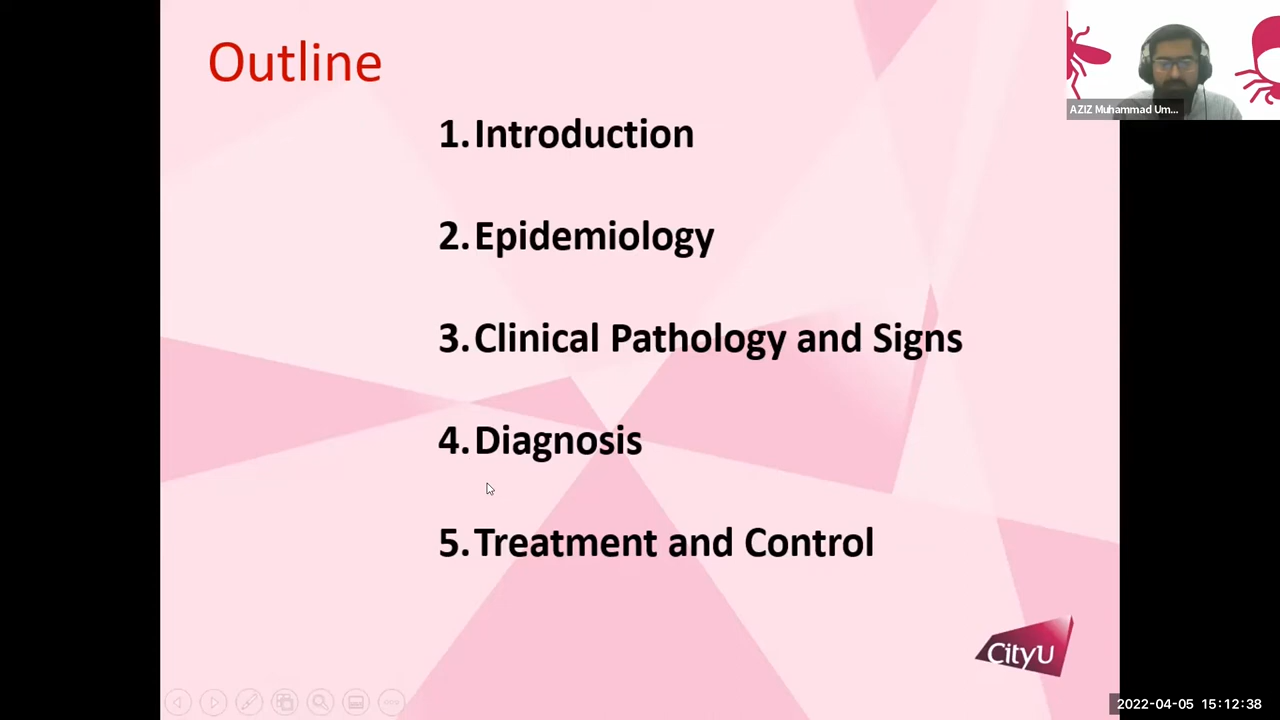 Outline
1. Introduction
2. Epidemiology
3. Clinical Pathology and Signs
4. Diagnosis
5. Treatment and Control
AZIZ Muhammad Um...
CityU
2022-04-05 15:12:38